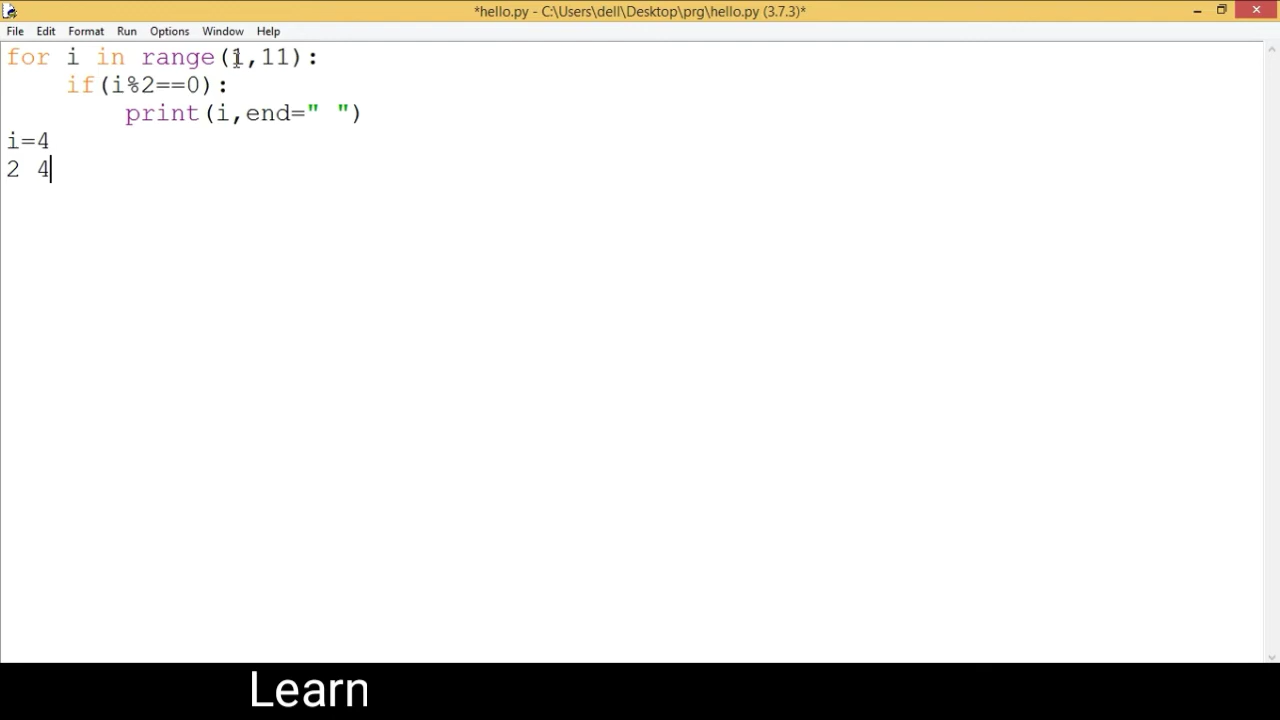 *hello.py - C:\Users\dell\Desktop\prg\hello.py (3.7.3)*
File Edit Format Run Options Window Help
for i in range(1,11):
    if(i%2==0):
        print(i,end=" ")
i=4
2 4
Learn